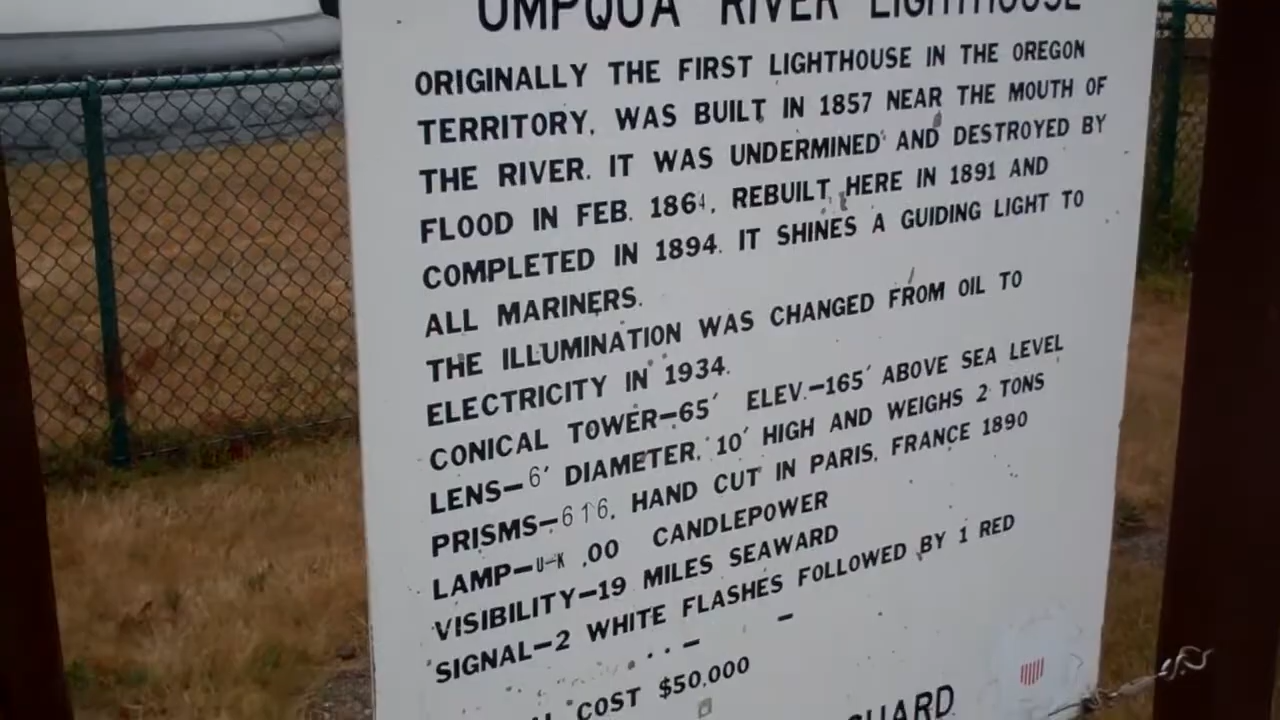 UMPQUA RIVER LIGHTHOUSE
ORIGINALLY THE FIRST LIGHTHOUSE IN THE OREGON
TERRITORY, WAS BUILT IN 1857 NEAR THE MOUTH OF
THE RIVER. IT WAS UNDERMINED AND DESTROYED BY
FLOOD IN FEB. 1864, REBUILT HERE IN 1891 AND
COMPLETED IN 1894. IT SHINES A GUIDING LIGHT TO
ALL MARINERS.
THE ILLUMINATION WAS CHANGED FROM OIL TO
ELECTRICITY IN 1934.
CONICAL TOWER-65' ELEV.-165' ABOVE SEA LEVEL
LENS-6' DIAMETER, 10' HIGH AND WEIGHS 2 TONS
PRISMS-616, HAND CUT IN PARIS, FRANCE 1890
LAMP- CANDLEPOWER
VISIBILITY-19 MILES SEAWARD
SIGNAL-2 WHITE FLASHES FOLLOWED BY 1 RED
COST $50,000